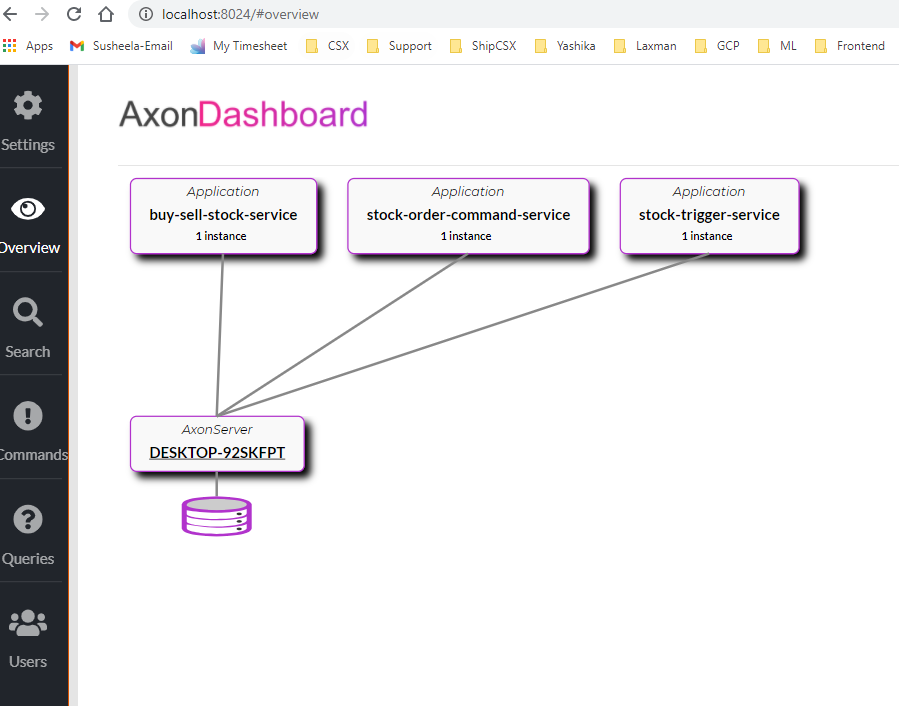 localhost:8024/#overview
Apps Susheela-Email My Timesheet CSX Support ShipCSX Yashika Laxman GCP ML Frontend
AxonDashboard
Settings
Overview
Search
Commands
Queries
Users
Application
buy-sell-stock-service
1 instance
Application
stock-order-command-service
1 instance
Application
stock-trigger-service
1 instance
AxonServer
DESKTOP-92SKFPT